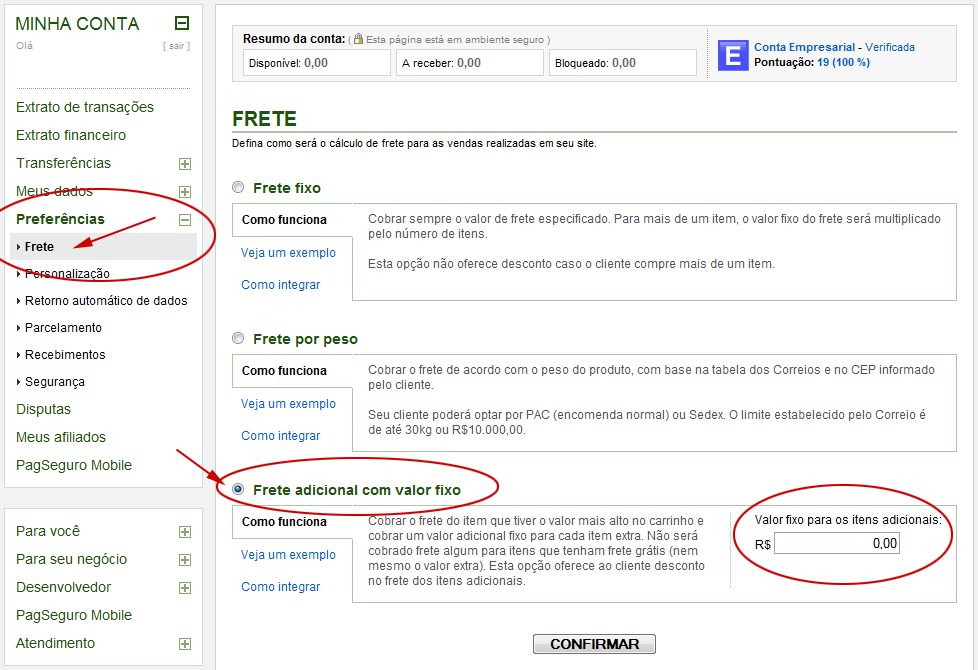 MINHA CONTA
Olá
[ sair ]
Extrato de transações
Extrato financeiro
Transferências
Meus dados
Preferências
Frete
Personalização
Retorno automático de dados
Parcelamento
Recebimentos
Segurança
Disputas
Meus afiliados
PagSeguro Mobile
Para você
Para seu negócio
Desenvolvedor
PagSeguro Mobile
Atendimento
Resumo da conta: ( Esta página está em ambiente seguro )
Disponível: 0,00
A receber: 0,00
Bloqueado: 0,00
E
Conta Empresarial - Verificada
Pontuação: 19 (100 %)
FRETE
Defina como será o cálculo de frete para as vendas realizadas em seu site.
Frete fixo
Como funciona
Veja um exemplo
Como integrar
Cobrar sempre o valor de frete especificado. Para mais de um item, o valor fixo do frete será multiplicado
pelo número de itens.
Esta opção não oferece desconto caso o cliente compre mais de um item.
Frete por peso
Como funciona
Veja um exemplo
Como integrar
Cobrar o frete de acordo com o peso do produto, com base na tabela dos Correios e no CEP informado
pelo cliente.
Seu cliente poderá optar por PAC (encomenda normal) ou Sedex. O limite estabelecido pelo Correio é
de até 30kg ou R$10.000,00.
Frete adicional com valor fixo
Como funciona
Veja um exemplo
Como integrar
Cobrar o frete do item que tiver o valor mais alto no carrinho e
cobrar um valor adicional fixo para cada item extra. Não será
cobrado frete algum para itens que tenham frete grátis (nem
mesmo o valor extra). Esta opção oferece ao cliente desconto
no frete dos itens adicionais.
Valor fixo para os itens adicionais:
R$ 0,00
CONFIRMAR